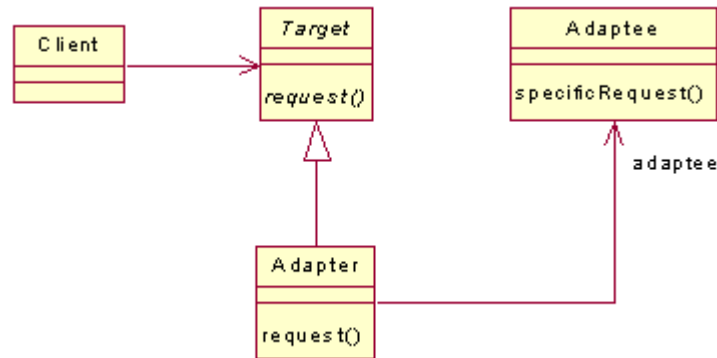 Client
Target
request()
Adaptee
specificRequest()
adaptee
Adapter
request()